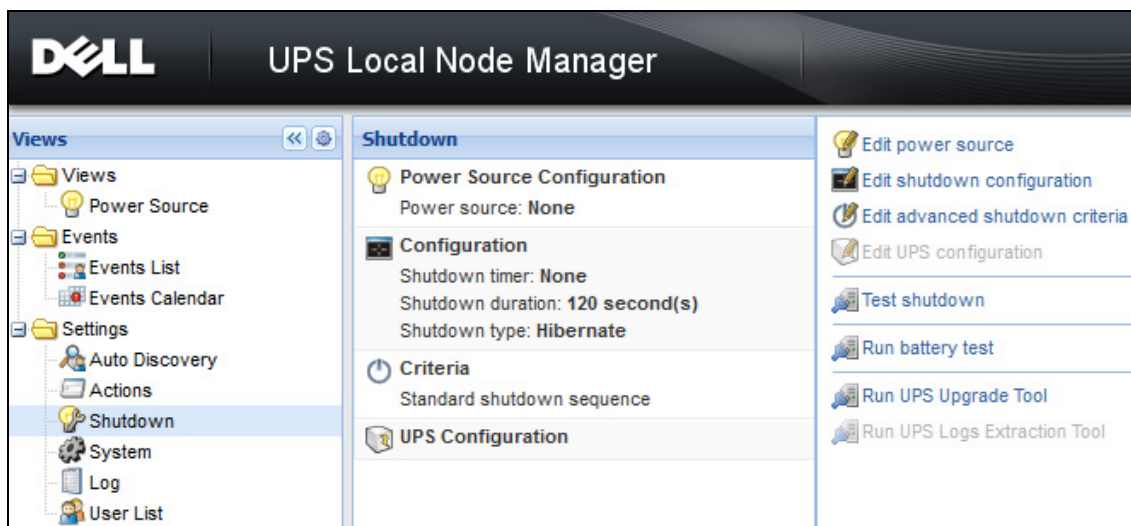 DELL
UPS Local Node Manager
Views
Views
Power Source
Events
Events List
Events Calendar
Settings
Auto Discovery
Actions
Shutdown
System
Log
User List
Shutdown
Power Source Configuration
Power source: None
Configuration
Shutdown timer: None
Shutdown duration: 120 second(s)
Shutdown type: Hibernate
Criteria
Standard shutdown sequence
UPS Configuration
Edit power source
Edit shutdown configuration
Edit advanced shutdown criteria
Edit UPS configuration
Test shutdown
Run battery test
Run UPS Upgrade Tool
Run UPS Logs Extraction Tool